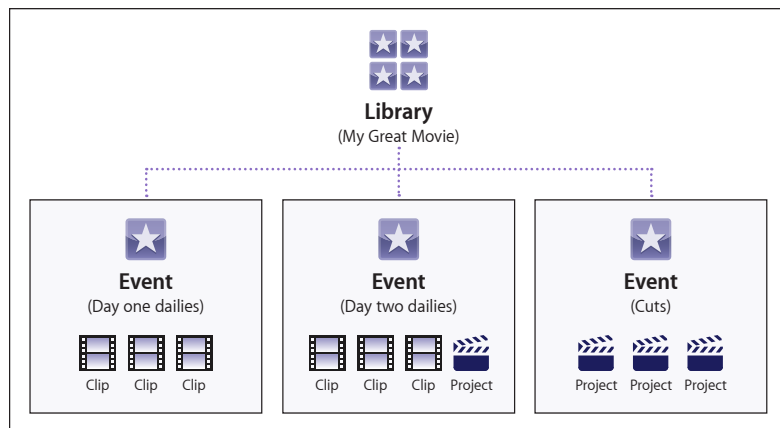 Library
(My Great Movie)
Event
(Day one dailies)
Clip Clip Clip
Event
(Day two dailies)
Clip Clip Clip Project
Event
(Cuts)
Project Project Project